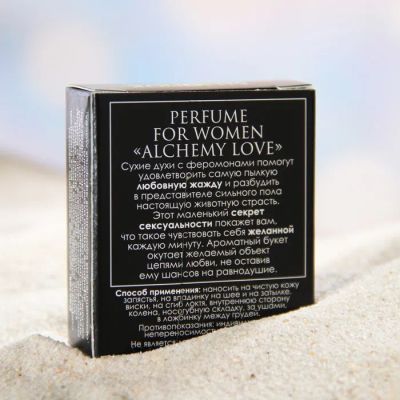 PERFUME
FOR WOMEN
«ALCHEMY LOVE»
Сухие духи с феромонами помогут
удовлетворить самую пылкую
любовную жажду и разбудить
в представителе сильного пола
настоящую животную страсть.
Этот маленький секрет
сексуальности покажет вам,
что такое чувствовать себя желанной
каждую минуту. Ароматный букет
окутает желаемый объект
цепями любви, не оставив
ему шансов на равнодушие.
Способ применения: наносить на чистую кожу
запястья, на впадинку на шее и на затылке,
виски, на сгиб локтя, внутреннюю сторону
колена, носогубную складку, за ушами,
в ложбинку между грудей.
Противопоказания:
непереносимость
Не является